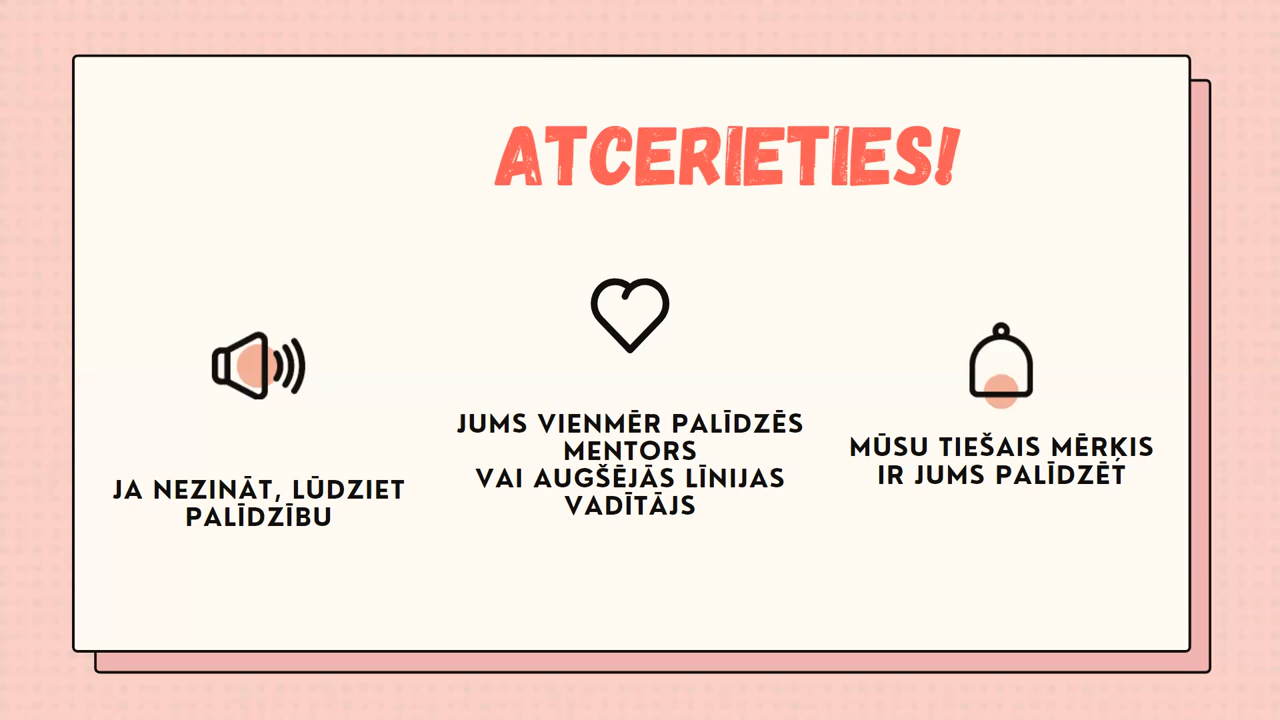 ATCERIETIES!
JA NEZINĀT, LŪDZIET
PALĪDZĪBU
JUMS VIENMĒR PALĪDZĒS
MENTORS
VAI AUGŠĒJĀS LĪNIJAS
VADĪTĀJS
MŪSU TIEŠAIS MĒRĶIS
IR JUMS PALĪDZĒT